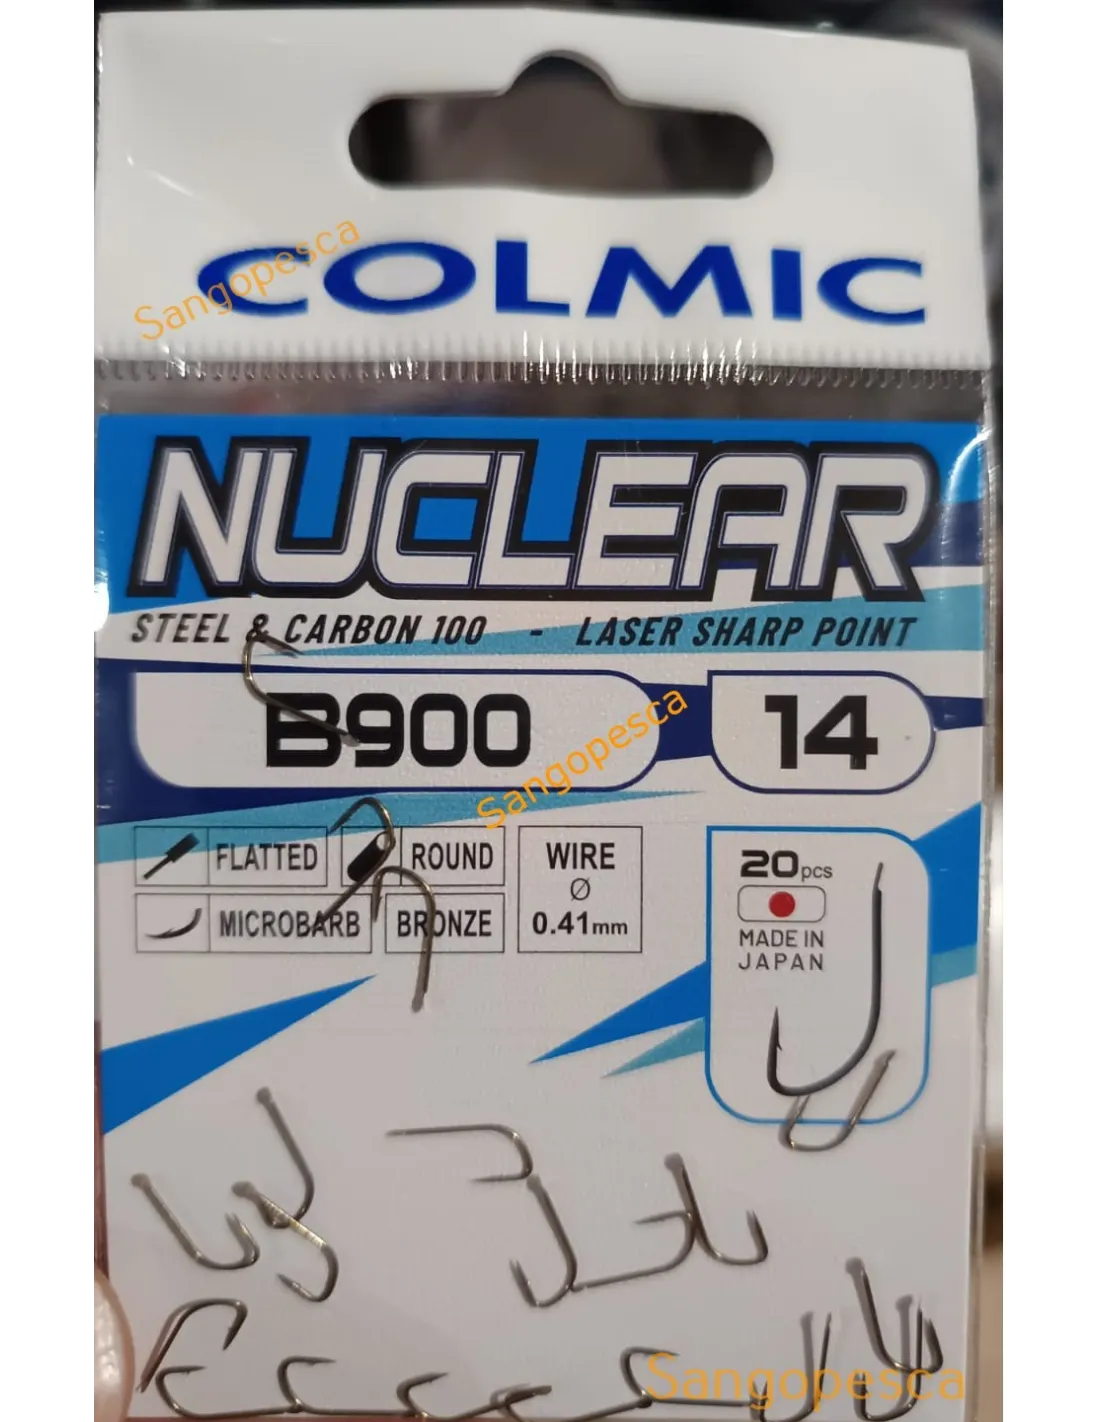 COLMIC
Sangopesca
NUCLEAR
STEEL & CARBON 100 - LASER SHARP POINT
B900
14
Sangopesca
FLATTED
ROUND
MICROBARB
BRONZE
WIRE
Ø
0.41mm
20pcs
MADE IN
JAPAN
Sangopesca